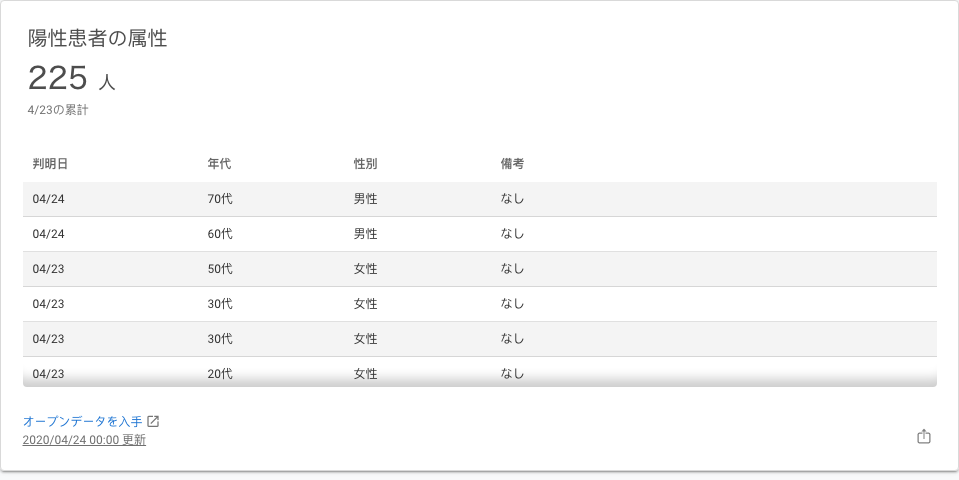 陽性患者の属性
225 人
4/23の累計
判明日 年代 性別 備考
04/24 70代 男性 なし
04/24 60代 男性 なし
04/23 50代 女性 なし
04/23 30代 女性 なし
04/23 30代 女性 なし
04/23 20代 女性 なし
オープンデータを入手
2020/04/24 00:00 更新